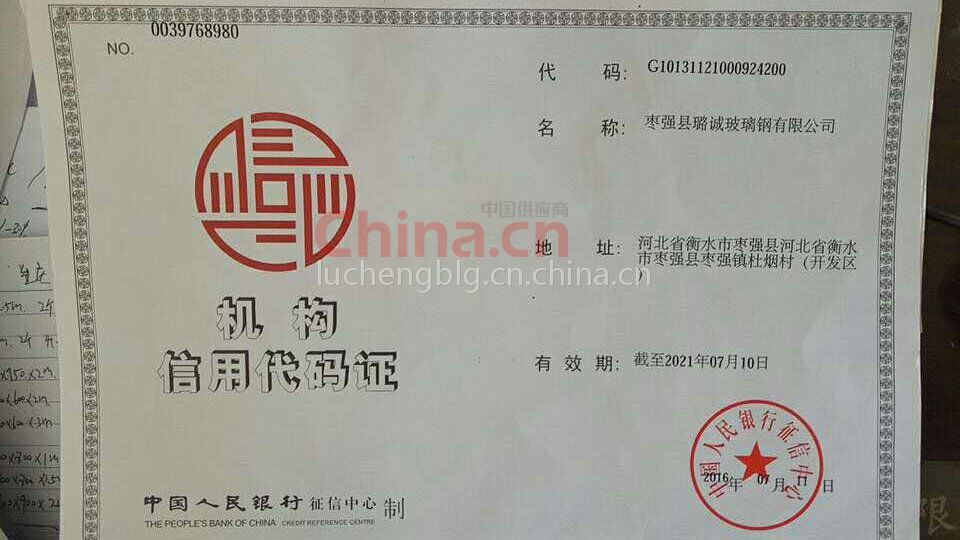 NO. 0039768980
代 码: G10131121000924200
名 称: 枣强县璐诚玻璃钢有限公司
中国供应商
China.cn
地 址: 河北省衡水市枣强县河北省衡水
市枣强县枣强镇杜烟村 (开发区
)
luchengblg.cn.china.cn
机 构
信用代码证
有 效 期: 截至2021年07月10日
中国人民银行征信中心
2016年 07月 11日
中国人民银行 征信中心 制
THE PEOPLE'S BANK OF CHINA CREDIT REFERENCE CENTRE
限